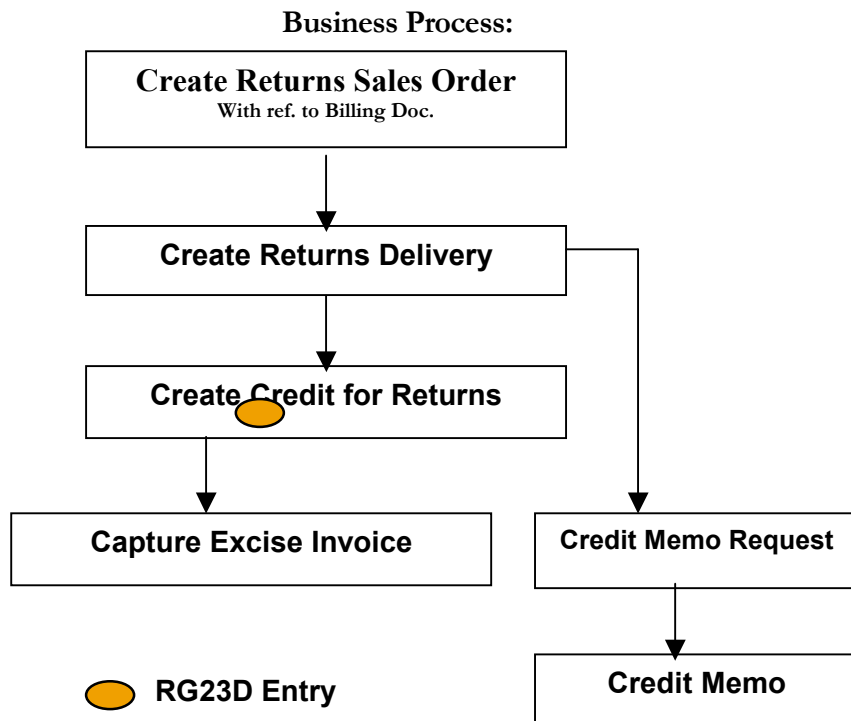 Business Process:
Create Returns Sales Order
With ref. to Billing Doc.
Create Returns Delivery
Create Credit for Returns
Capture Excise Invoice
Credit Memo Request
RG23D Entry
Credit Memo